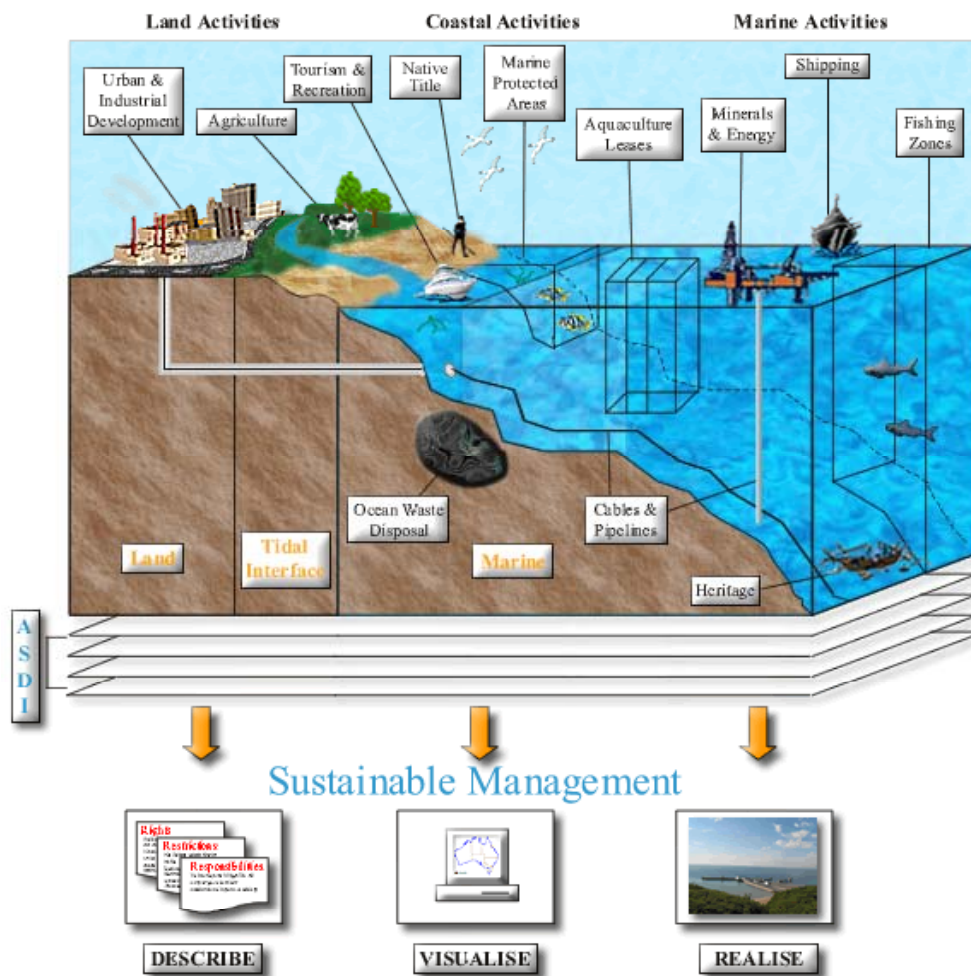 Land Activities
Coastal Activities
Marine Activities
Urban &
Industrial
Development
Agriculture
Tourism &
Recreation
Native
Title
Marine
Protected
Areas
Aquaculture
Leases
Minerals
& Energy
Shipping
Fishing
Zones
Ocean Waste
Disposal
Cables &
Pipelines
Heritage
Land
Tidal
Interface
Marine
A
S
D
I
Sustainable Management
Rights
Restrictions
Responsibilities
DESCRIBE
VISUALISE
REALISE